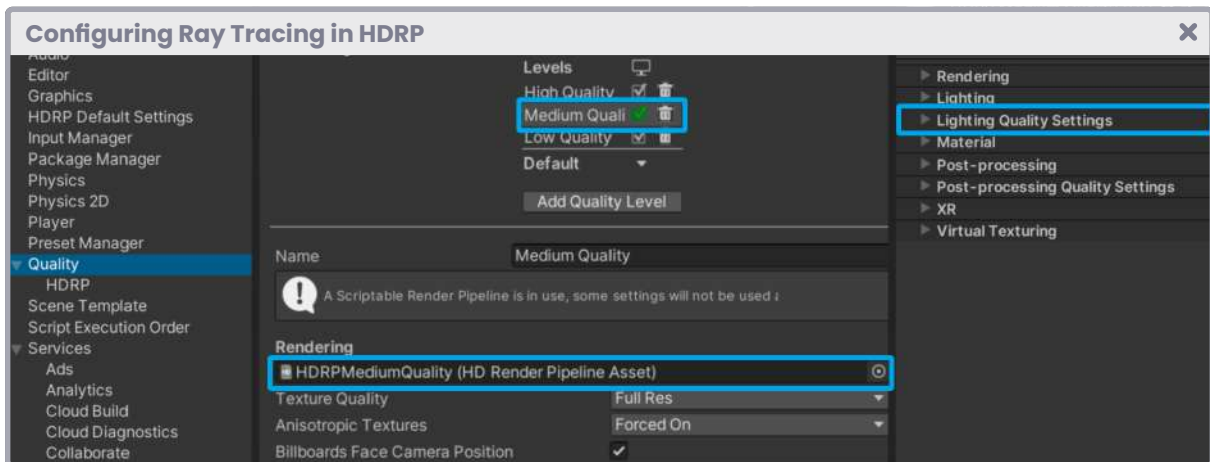 Configuring Ray Tracing in HDRP
Audio
Editor
Graphics
HDRP Default Settings
Input Manager
Package Manager
Physics
Physics 2D
Player
Preset Manager
Quality
HDRP
Scene Template
Script Execution Order
Services
Ads
Analytics
Cloud Build
Cloud Diagnostics
Collaborate
Levels
High Quality
Medium Quali
Low Quality
Default
Add Quality Level
Name Medium Quality
A Scriptable Render Pipeline is in use, some settings will not be used a
Rendering
HDRPMediumQuality (HD Render Pipeline Asset)
Texture Quality Full Res
Anisotropic Textures Forced On
Billboards Face Camera Position
Rendering
Lighting
Lighting Quality Settings
Material
Post-processing
Post-processing Quality Settings
XR
Virtual Texturing